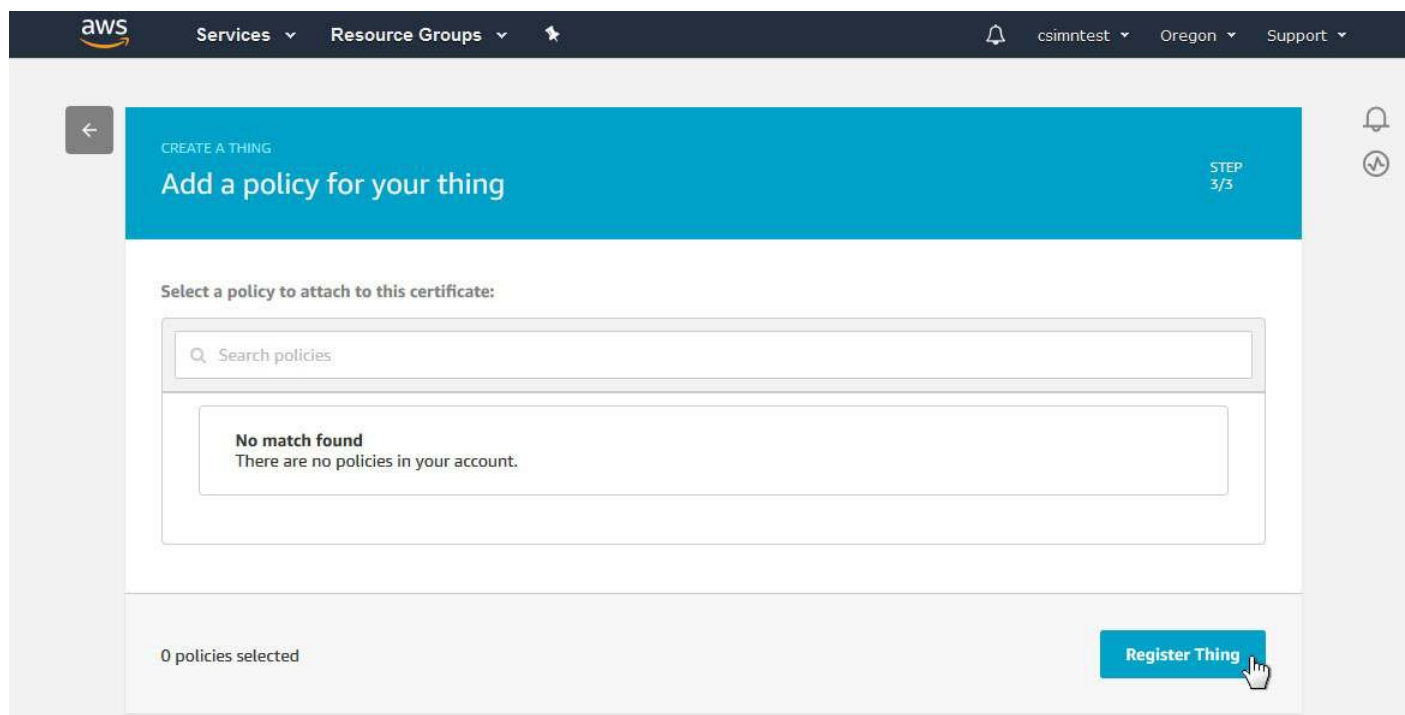 aws Services Resource Groups csimntest Oregon Support
CREATE A THING
Add a policy for your thing
STEP
3/3
Select a policy to attach to this certificate:
Search policies
No match found
There are no policies in your account.
0 policies selected
Register Thing